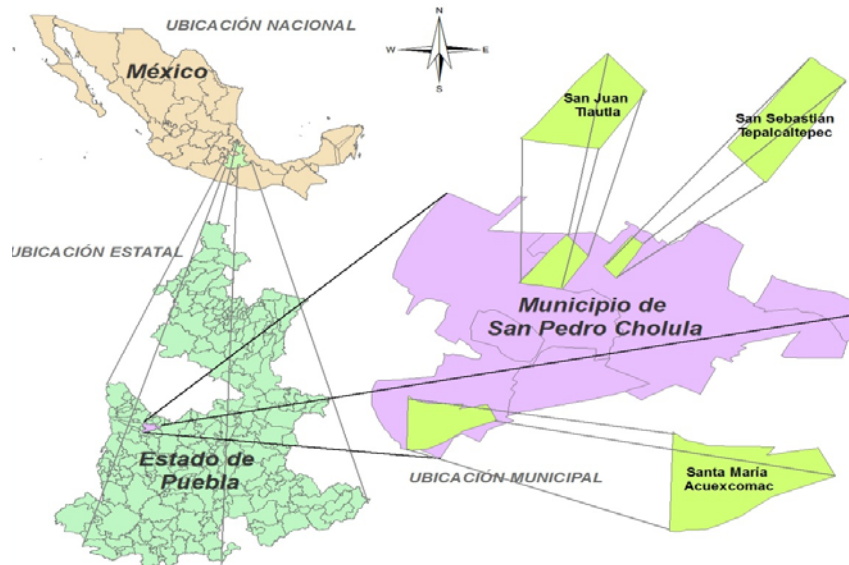 UBICACIÓN NACIONAL
México
N
W
E
S
San Juan
Tlautla
San Sebastián
Tepalcaltepec
UBICACIÓN ESTATAL
Municipio de
San Pedro Cholula
Estado de
Puebla
UBICACIÓN MUNICIPAL
Santa María
Acuexcomac